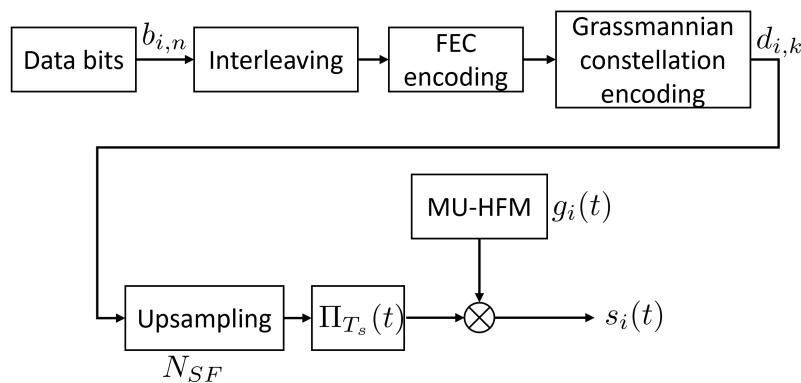 Data bits
b_{i,n}
Interleaving
FEC
encoding
Grassmannian
constellation
encoding
d_{i,k}
MU-HFM
g_i(t)
Upsampling
N_{SF}
Π_{T_s}(t)
s_i(t)